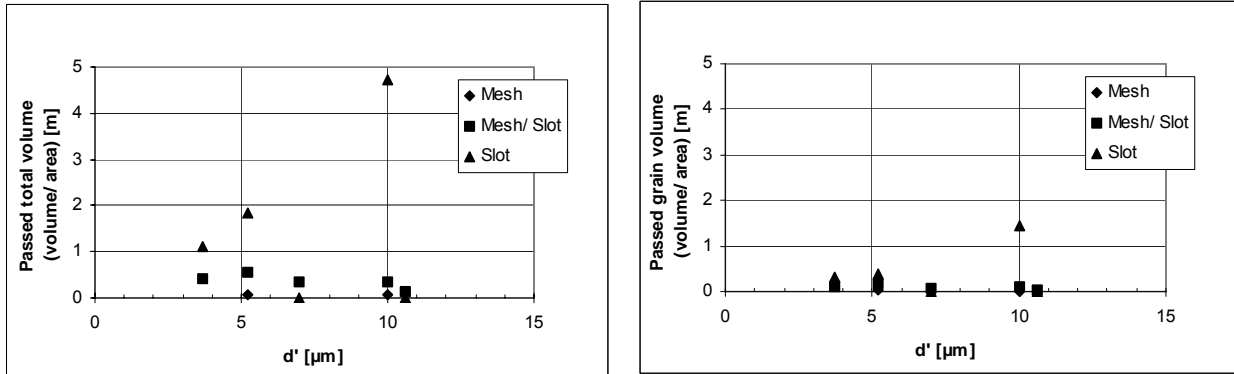 Passed total volume
(volume/ area) [m]
5
4
3
2
1
0
0
5
10
15
d' [µm]
Mesh
Mesh/ Slot
Slot
Passed grain volume
(volume/ area) [m]
5
4
3
2
1
0
0
5
10
15
d' [µm]
Mesh
Mesh/ Slot
Slot